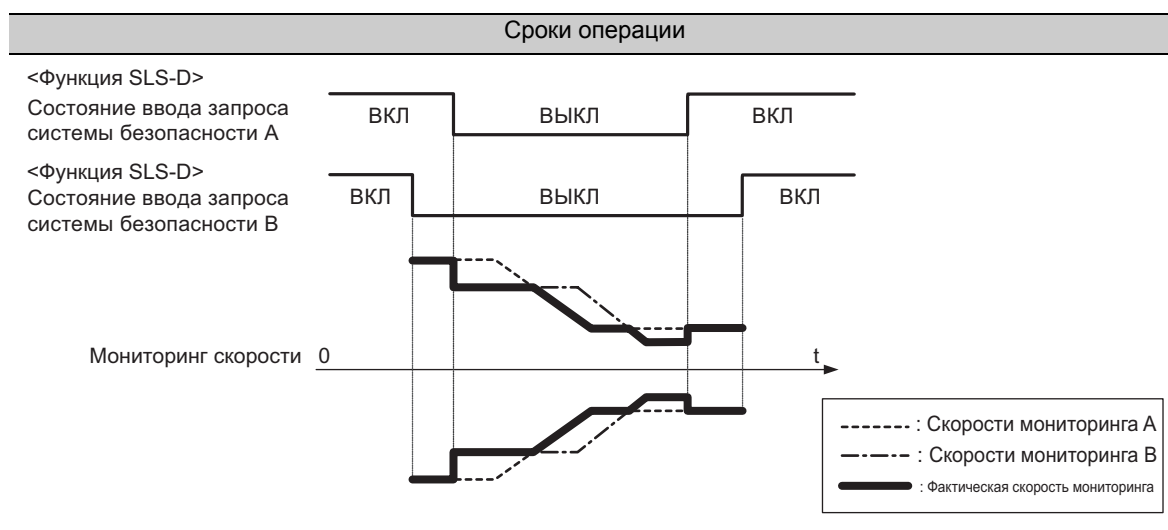 Сроки операции
<Функция SLS-D>
Состояние ввода запроса
системы безопасности A
ВКЛ ВЫКЛ ВКЛ
<Функция SLS-D>
Состояние ввода запроса
системы безопасности B
ВКЛ ВЫКЛ ВКЛ
Мониторинг скорости 0 t
: Скорости мониторинга A
: Скорости мониторинга B
: Фактическая скорость мониторинга